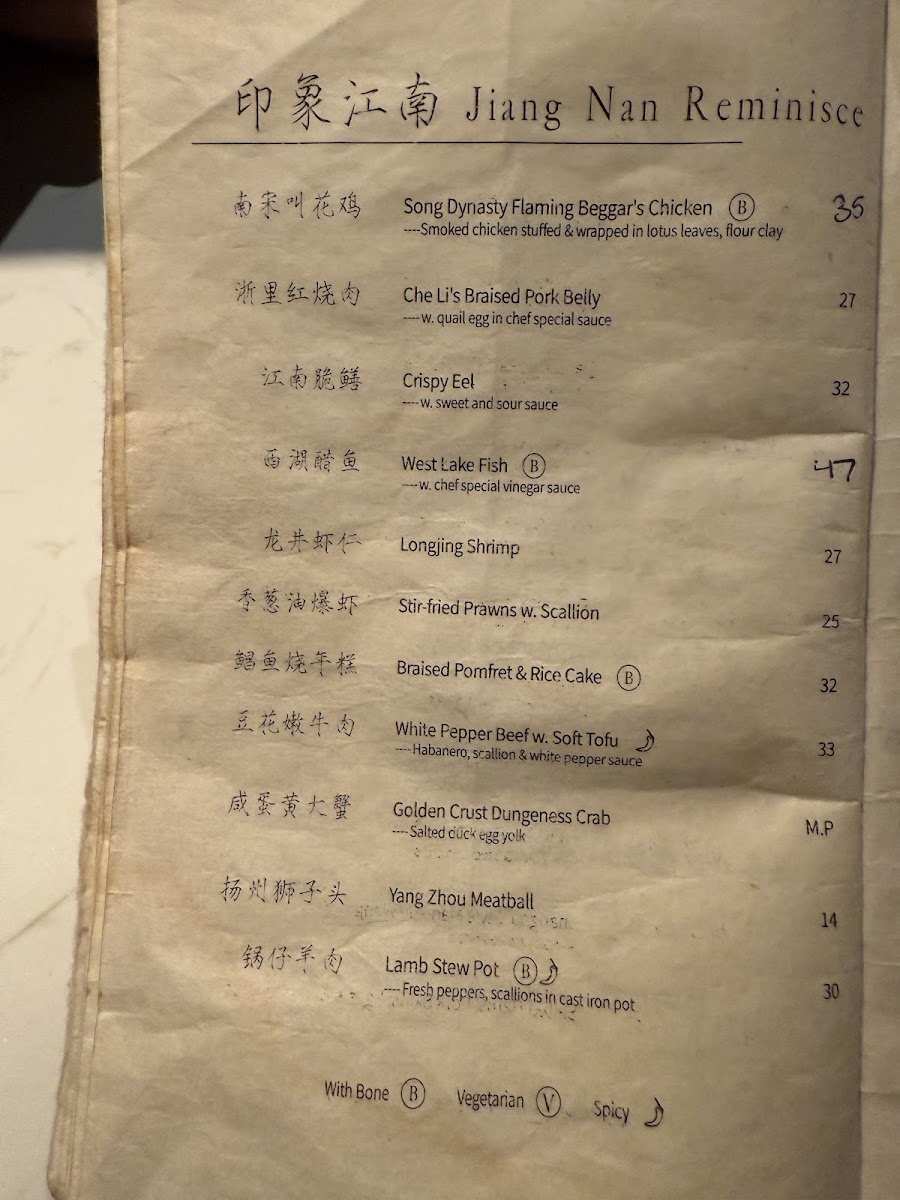 印象江南 Jiang Nan Reminisce
南宋叫花鸡 Song Dynasty Flaming Beggar's Chicken Ⓑ 35
----Smoked chicken stuffed & wrapped in lotus leaves, flour clay
浙里红烧肉 Che Li's Braised Pork Belly 27
----w. quail egg in chef special sauce
江南脆鳝 Crispy Eel 32
----w. sweet and sour sauce
西湖醋鱼 West Lake Fish Ⓑ 47
----w. chef special vinegar sauce
龙井虾仁 Longjing Shrimp 27
香葱油爆虾 Stir-fried Prawns w. Scallion 25
鲳鱼烧年糕 Braised Pomfret & Rice Cake Ⓑ 32
豆花嫩牛肉 White Pepper Beef w. Soft Tofu 33
----Habanero, scallion & white pepper sauce
咸蛋黄大蟹 Golden Crust Dungeness Crab M.P
----Salted duck egg yolk
扬州狮子头 Yang Zhou Meatball 14
锅仔羊肉 Lamb Stew Pot Ⓑ 30
----Fresh peppers, scallions in cast iron pot
With Bone Ⓑ Vegetarian Ⓥ Spicy